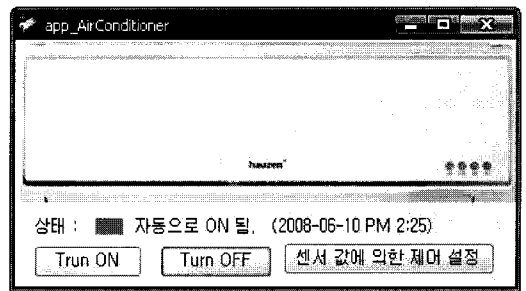 app_AirConditioner
hauzen
상태 : 자동으로 ON 됨, (2008-06-10 PM 2:25)
Trun ON Turn OFF 센서 값에 의한 제어 설정